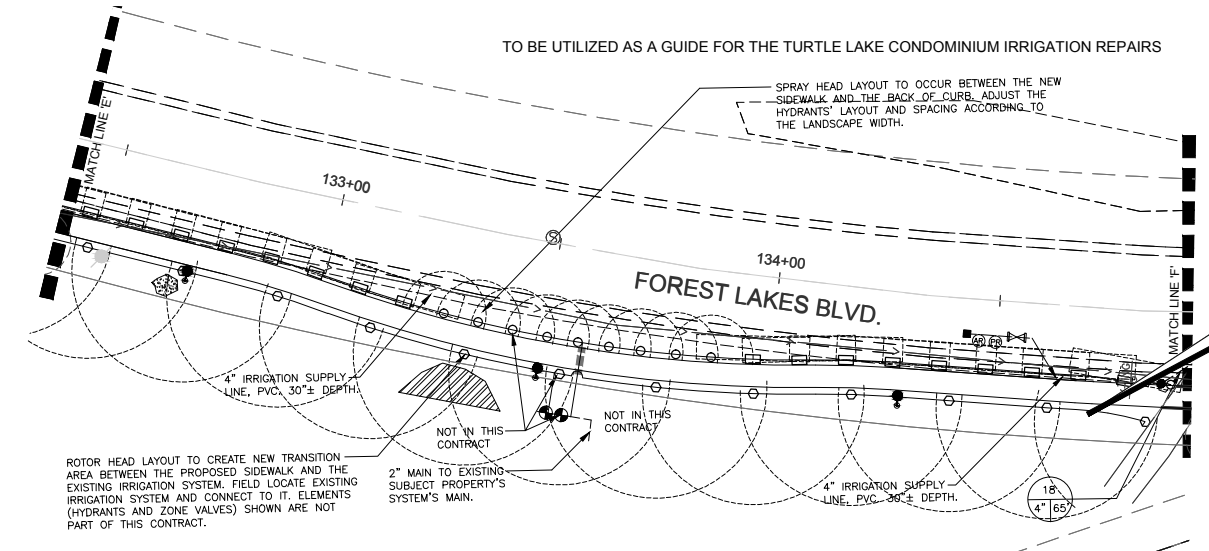 TO BE UTILIZED AS A GUIDE FOR THE TURTLE LAKE CONDOMINIUM IRRIGATION REPAIRS
SPRAY HEAD LAYOUT TO OCCUR BETWEEN THE NEW
SIDEWALK AND THE BACK OF CURB. ADJUST THE
HYDRANTS' LAYOUT AND SPACING ACCORDING TO
THE LANDSCAPE WIDTH.
MATCH LINE 'E'
133+00
S
134+00
FOREST LAKES BLVD.
MATCH LINE 'F'
AR PR
4" IRRIGATION SUPPLY
LINE, PVC. 30"± DEPTH.
NOT IN THIS
CONTRACT
NOT IN THIS
CONTRACT
ROTOR HEAD LAYOUT TO CREATE NEW TRANSITION
AREA BETWEEN THE PROPOSED SIDEWALK AND THE
EXISTING IRRIGATION SYSTEM. FIELD LOCATE EXISTING
IRRIGATION SYSTEM AND CONNECT TO IT. ELEMENTS
(HYDRANTS AND ZONE VALVES) SHOWN ARE NOT
PART OF THIS CONTRACT.
2" MAIN TO EXISTING
SUBJECT PROPERTY'S
SYSTEM'S MAIN.
4" IRRIGATION SUPPLY
LINE, PVC. 30"± DEPTH.
18
4" 65'